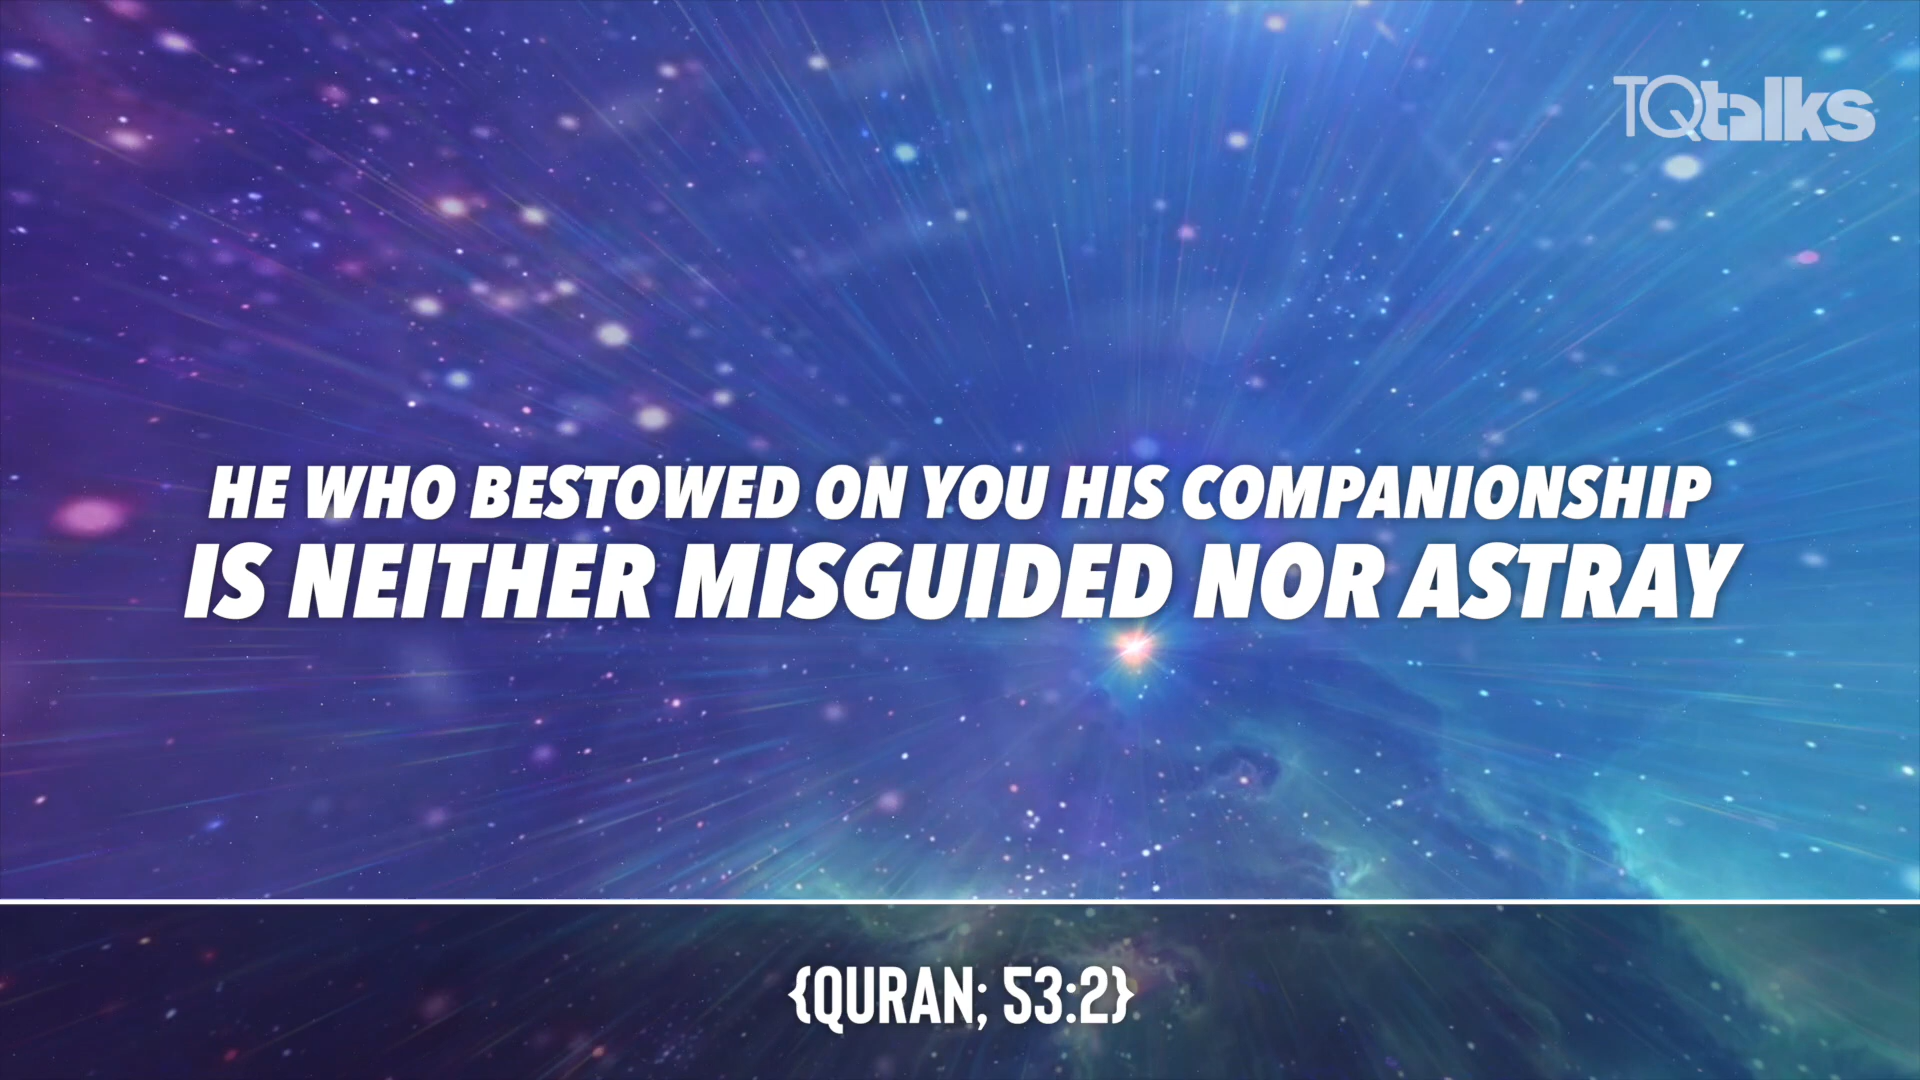 TQtalks
HE WHO BESTOWED ON YOU HIS COMPANIONSHIP
IS NEITHER MISGUIDED NOR ASTRAY
{QURAN; 53:2}